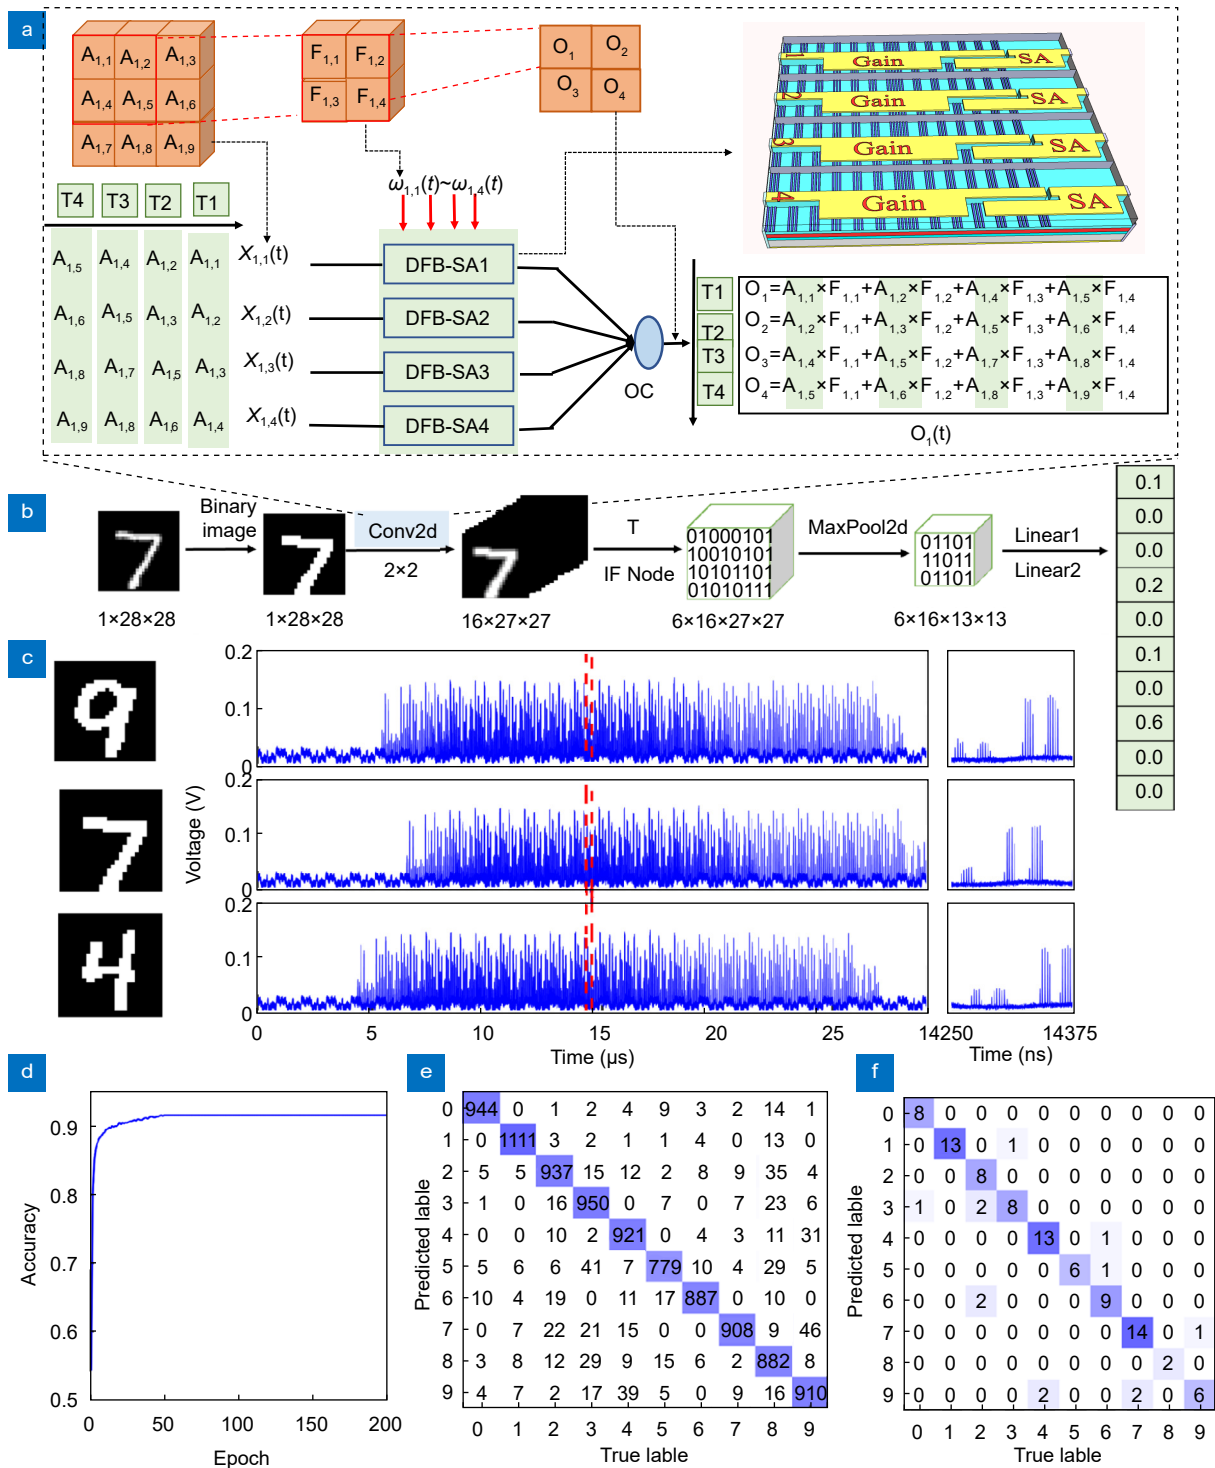 a
A1,1 A1,2 A1,3
A1,4 A1,5 A1,6
A1,7 A1,8 A1,9
F1,1 F1,2
F1,3 F1,4
O1 O2
O3 O4
1 Gain SA
2 Gain SA
3 Gain SA
4 Gain SA
ω1,1(t)~ω1,4(t)
T4 T3 T2 T1
A1,5 A1,4 A1,2 A1,1 X1,1(t)
A1,6 A1,5 A1,3 A1,2 X1,2(t)
A1,8 A1,7 A1,5 A1,3 X1,3(t)
A1,9 A1,8 A1,6 A1,4 X1,4(t)
DFB-SA1
DFB-SA2
DFB-SA3
DFB-SA4
OC
T1 O1=A1,1×F1,1+A1,2×F1,2+A1,4×F1,3+A1,5×F1,4
T2 O2=A1,2×F1,1+A1,3×F1,2+A1,5×F1,3+A1,6×F1,4
T3 O3=A1,4×F1,1+A1,5×F1,2+A1,7×F1,3+A1,8×F1,4
T4 O4=A1,5×F1,1+A1,6×F1,2+A1,8×F1,3+A1,9×F1,4
O1(t)
b
Binary
image
Conv2d
2×2
T
IF Node
01000101
10010101
10101101
01010111
MaxPool2d
01101
11011
01101
Linear1
Linear2
1×28×28 1×28×28 16×27×27 6×16×27×27 6×16×13×13
0.1
0.0
0.0
0.2
0.0
0.1
0.0
0.6
0.0
0.0
c
Voltage (V)
0.2
0.1
0
0.2
0.1
0
0.2
0.1
0
0 5 10 15 20 25 14250 14375
Time (μs) Time (ns)
d
Accuracy
0.9
0.8
0.7
0.6
0.5
0 50 100 150 200
Epoch
e
Predicted lable
0 944 0 1 2 4 9 3 2 14 1
1 0 1111 3 2 1 1 4 0 13 0
2 5 5 937 15 12 2 8 9 35 4
3 1 0 16 950 0 7 0 7 23 6
4 0 0 10 2 921 0 4 3 11 31
5 5 6 6 41 7 779 10 4 29 5
6 10 4 19 0 11 17 887 0 10 0
7 0 7 22 21 15 0 0 908 9 46
8 3 8 12 29 9 15 6 2 882 8
9 4 7 2 17 39 5 0 9 16 910
0 1 2 3 4 5 6 7 8 9
True lable
f
Predicted lable
0 8 0 0 0 0 0 0 0 0 0
1 0 13 0 1 0 0 0 0 0 0
2 0 0 8 0 0 0 0 0 0 0
3 1 0 2 8 0 0 0 0 0 0
4 0 0 0 0 13 0 1 0 0 0
5 0 0 0 0 0 6 1 0 0 0
6 0 0 2 0 0 0 9 0 0 0
7 0 0 0 0 0 0 0 14 0 1
8 0 0 0 0 0 0 0 0 2 0
9 0 0 0 0 2 0 0 2 0 6
0 1 2 3 4 5 6 7 8 9
True lable